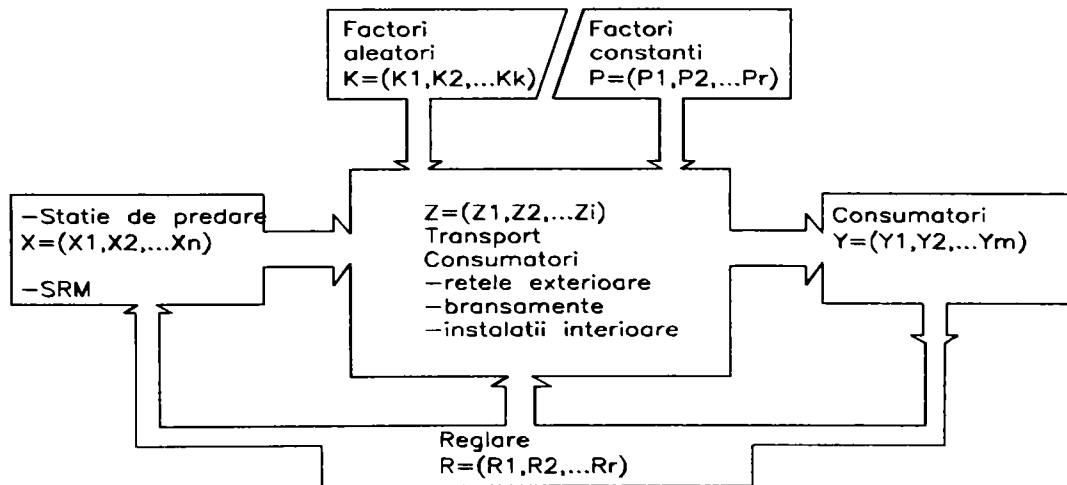 Factori
aleatori
K=(K1,K2,...Kk)
Factori
constanti
P=(P1,P2,...Pr)
–Statie de predare
X=(X1,X2,...Xn)
–SRM
Z=(Z1,Z2,...Zi)
Transport
Consumatori
–retele exterioare
–bransamente
–instalatii interioare
Consumatori
Y=(Y1,Y2,...Ym)
Reglare
R=(R1,R2,...Rr)